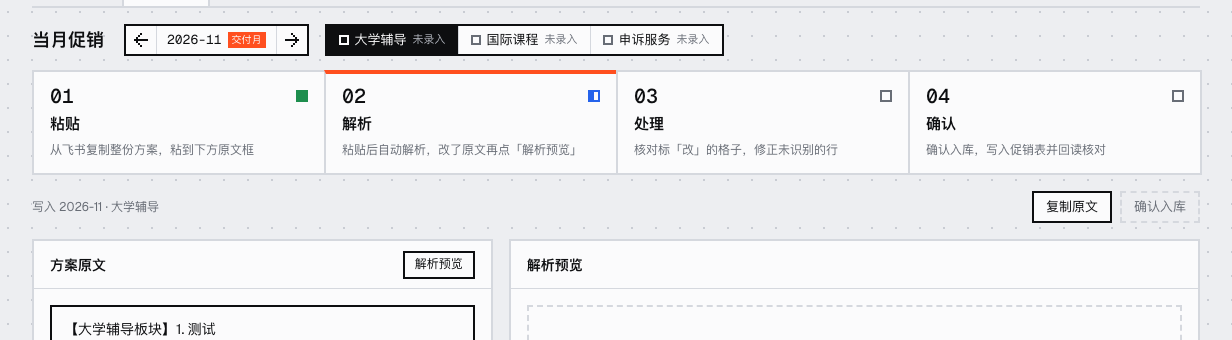 当月促销
2026-11 交付月
大学辅导 未录入
国际课程 未录入
申诉服务 未录入
01
粘贴
从飞书复制整份方案，粘到下方原文框
02
解析
粘贴后自动解析，改了原文再点「解析预览」
03
处理
核对标「改」的格子，修正未识别的行
04
确认
确认入库，写入促销表并回读核对
写入 2026-11 · 大学辅导
复制原文
确认入库
方案原文
解析预览
解析预览
【大学辅导板块】1. 测试